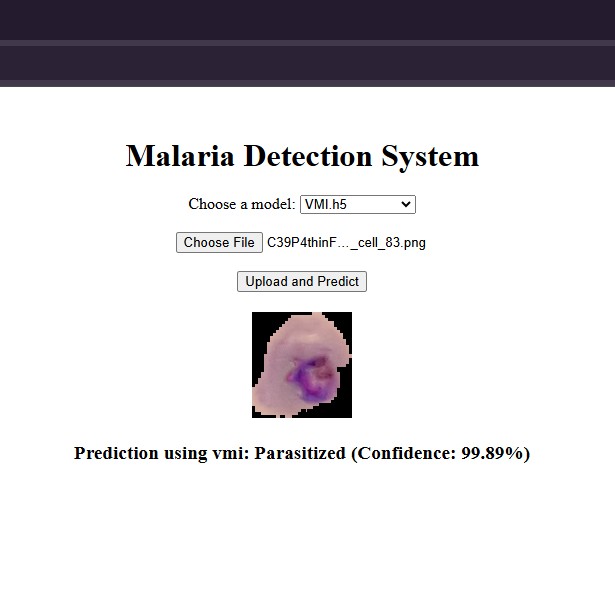 Malaria Detection System
Choose a model: VMI.h5
Choose File C39P4thinF..._cell_83.png
Upload and Predict
Prediction using vmi: Parasitized (Confidence: 99.89%)